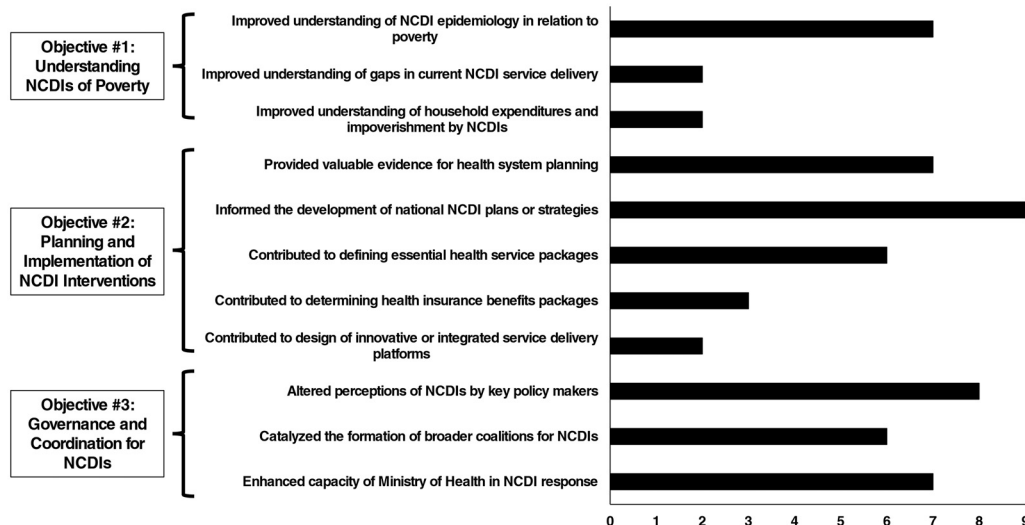 Objective #1:
Understanding
NCDIs of Poverty
Improved understanding of NCDI epidemiology in relation to
poverty
Improved understanding of gaps in current NCDI service delivery
Improved understanding of household expenditures and
impoverishment by NCDIs
Objective #2:
Planning and
Implementation of
NCDI Interventions
Provided valuable evidence for health system planning
Informed the development of national NCDI plans or strategies
Contributed to defining essential health service packages
Contributed to determining health insurance benefits packages
Contributed to design of innovative or integrated service delivery
platforms
Objective #3:
Governance and
Coordination for
NCDIs
Altered perceptions of NCDIs by key policy makers
Catalyzed the formation of broader coalitions for NCDIs
Enhanced capacity of Ministry of Health in NCDI response
0 1 2 3 4 5 6 7 8 9